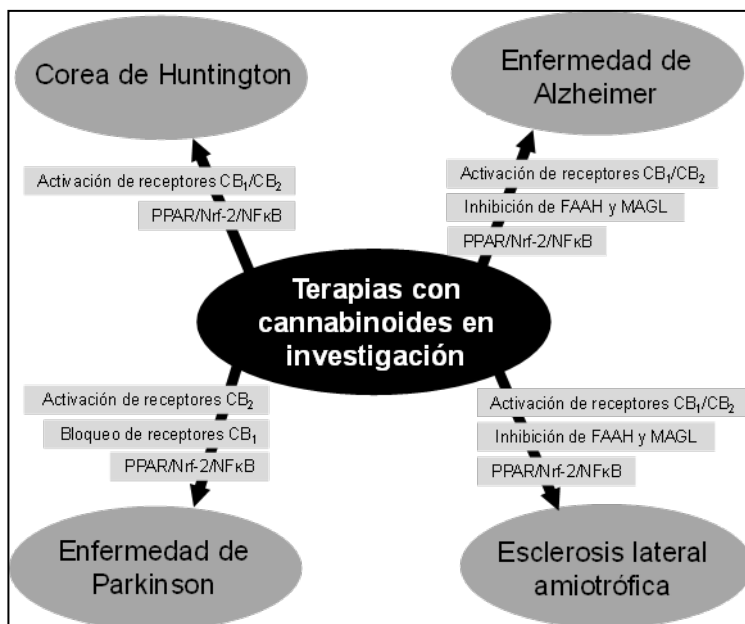 Corea de Huntington
Enfermedad de
Alzheimer
Activación de receptores CB₁/CB₂
PPAR/Nrf-2/NFκB
Activación de receptores CB₁/CB₂
Inhibición de FAAH y MAGL
PPAR/Nrf-2/NFκB
Terapias con
cannabinoides en
investigación
Activación de receptores CB₂
Bloqueo de receptores CB₁
PPAR/Nrf-2/NFκB
Activación de receptores CB₁/CB₂
Inhibición de FAAH y MAGL
PPAR/Nrf-2/NFκB
Enfermedad de
Parkinson
Esclerosis lateral
amiotrófica